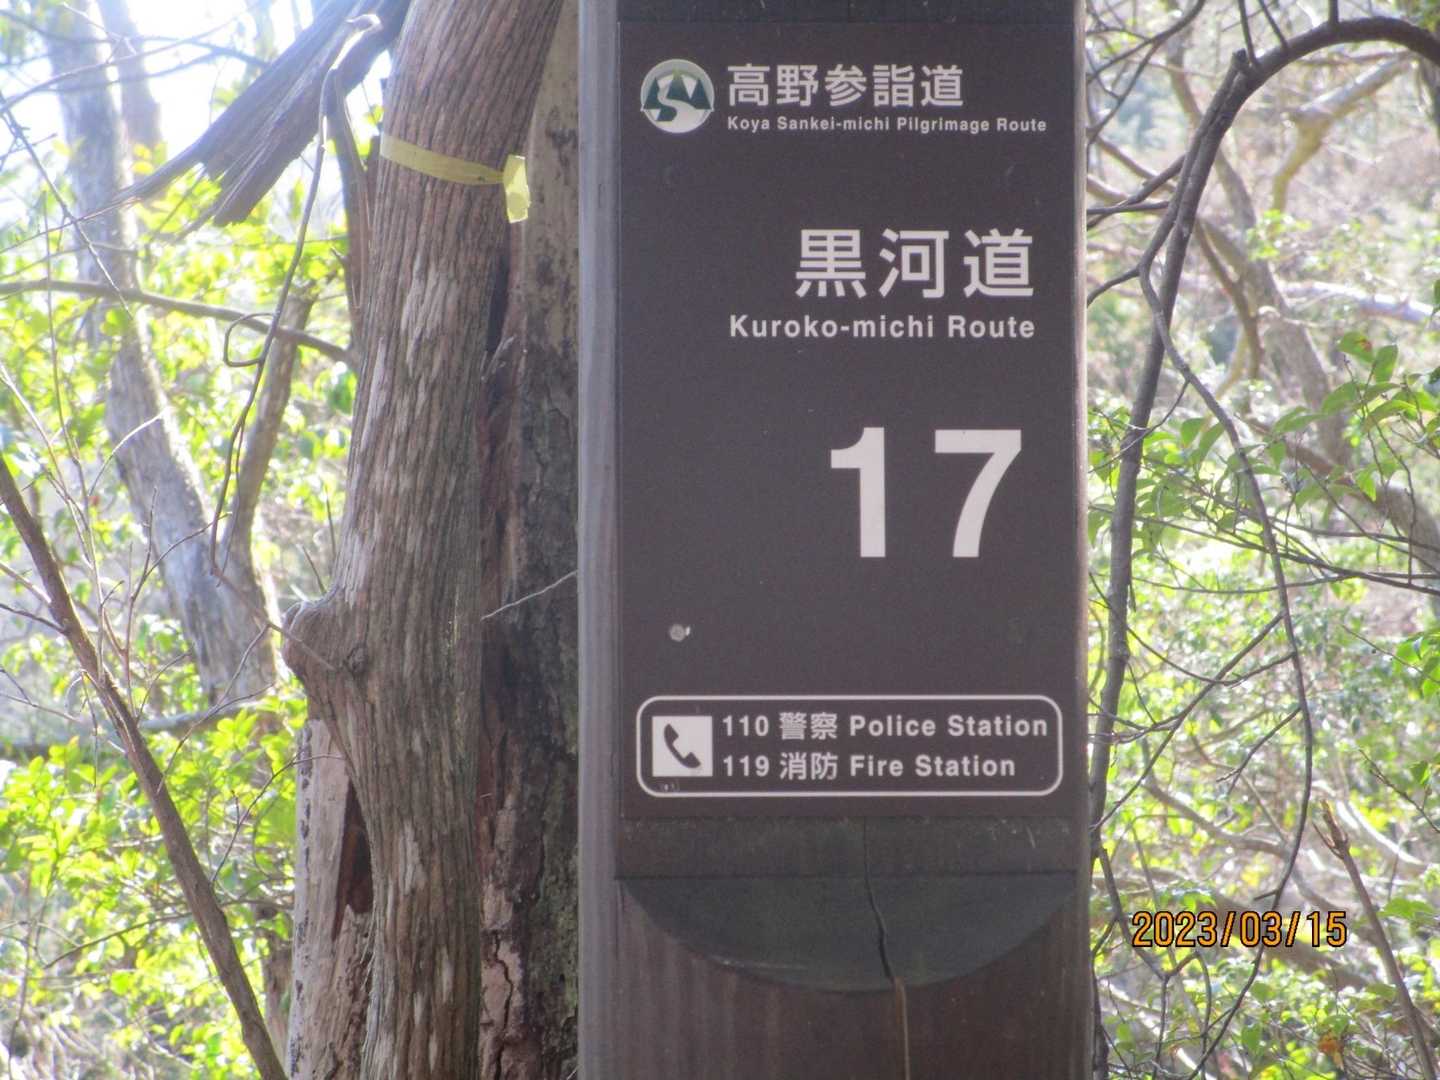 高野参詣道
Koya Sankei-michi Pilgrimage Route
黒河道
Kuroko-michi Route
17
110 警察 Police Station
119 消防 Fire Station
2023/03/15